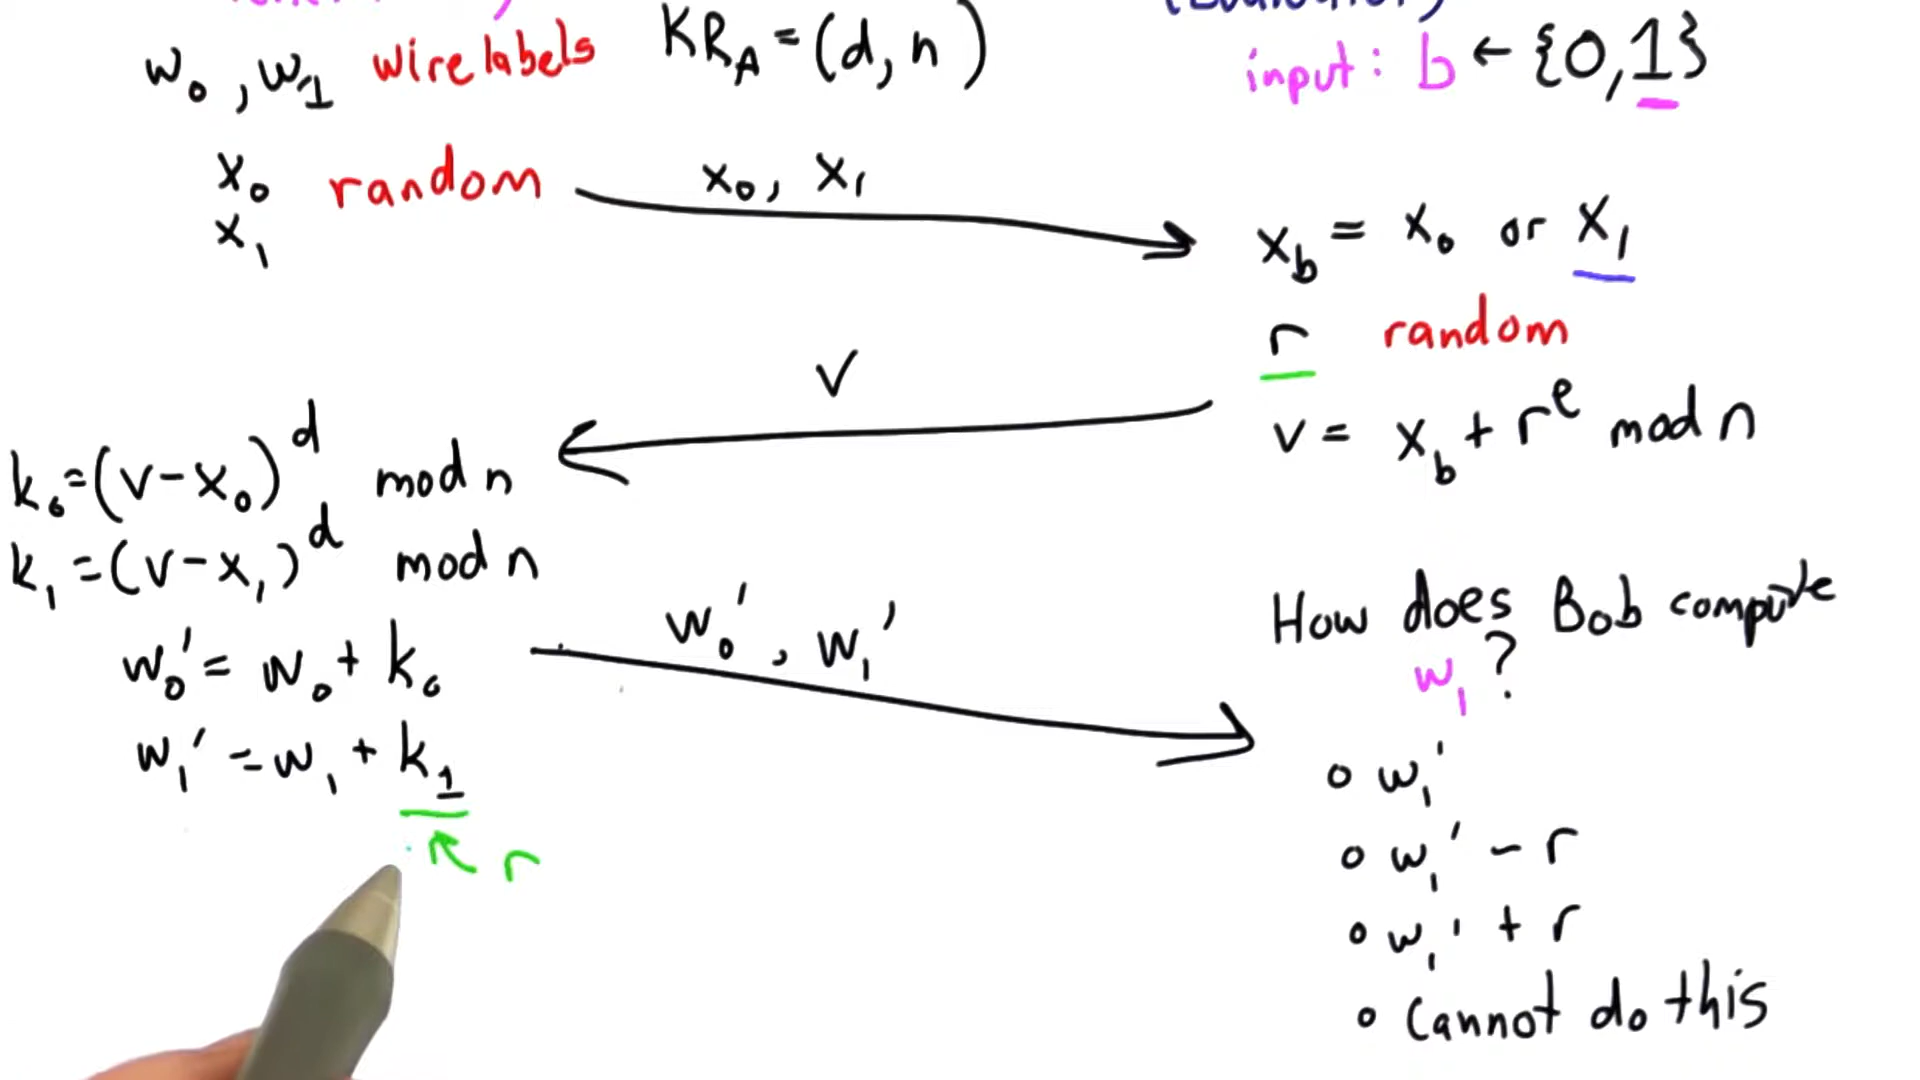 w₀, w₁ wire labels KR_A = (d, n)
input: b ← {0, 1}
x₀ random
x₁
x₀, x₁
x_b = x₀ or x₁
r random
v
v = x_b + r^e mod n
k₀ = (v - x₀)^d mod n
k₁ = (v - x₁)^d mod n
w₀' = w₀ + k₀
w₁' = w₁ + k₁
r
w₀', w₁'
How does Bob compute
w₁?
o w₁'
o w₁' - r
o w₁' + r
o Cannot do this